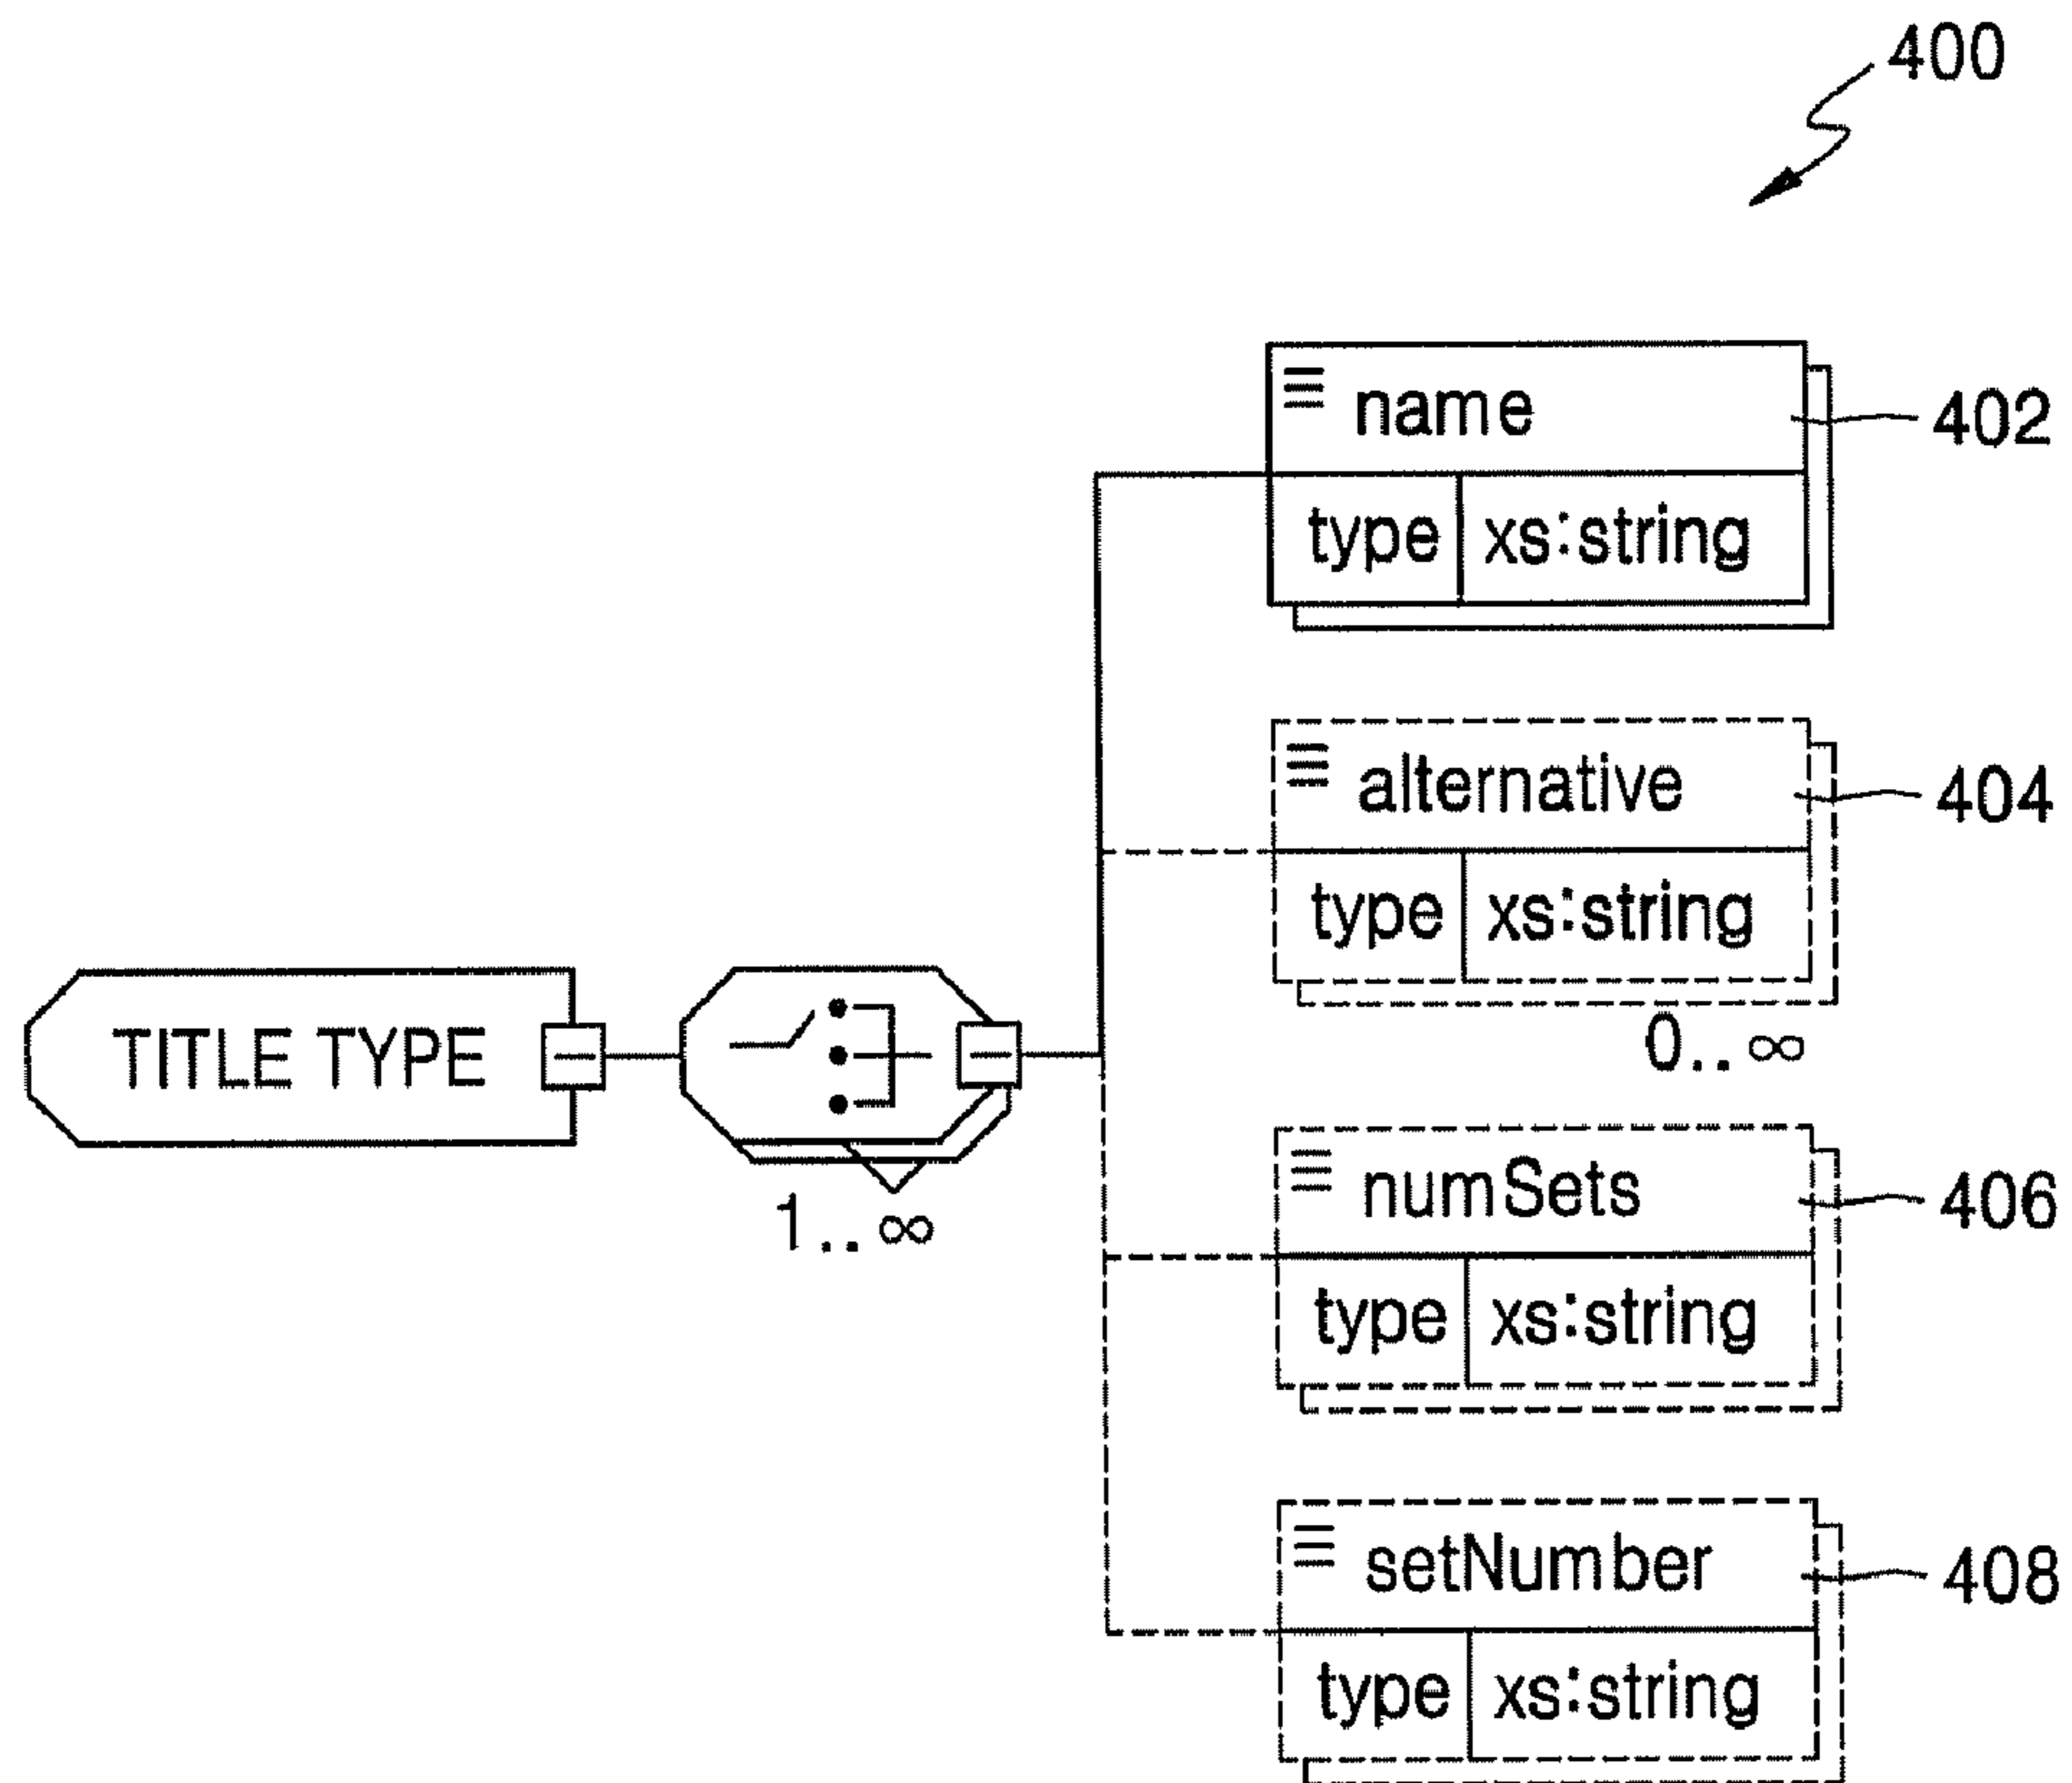 400
name
402
type xs:string
alternative
404
type xs:string
0..∞
TITLE TYPE
1..∞
numSets
406
type xs:string
setNumber
408
type xs:string